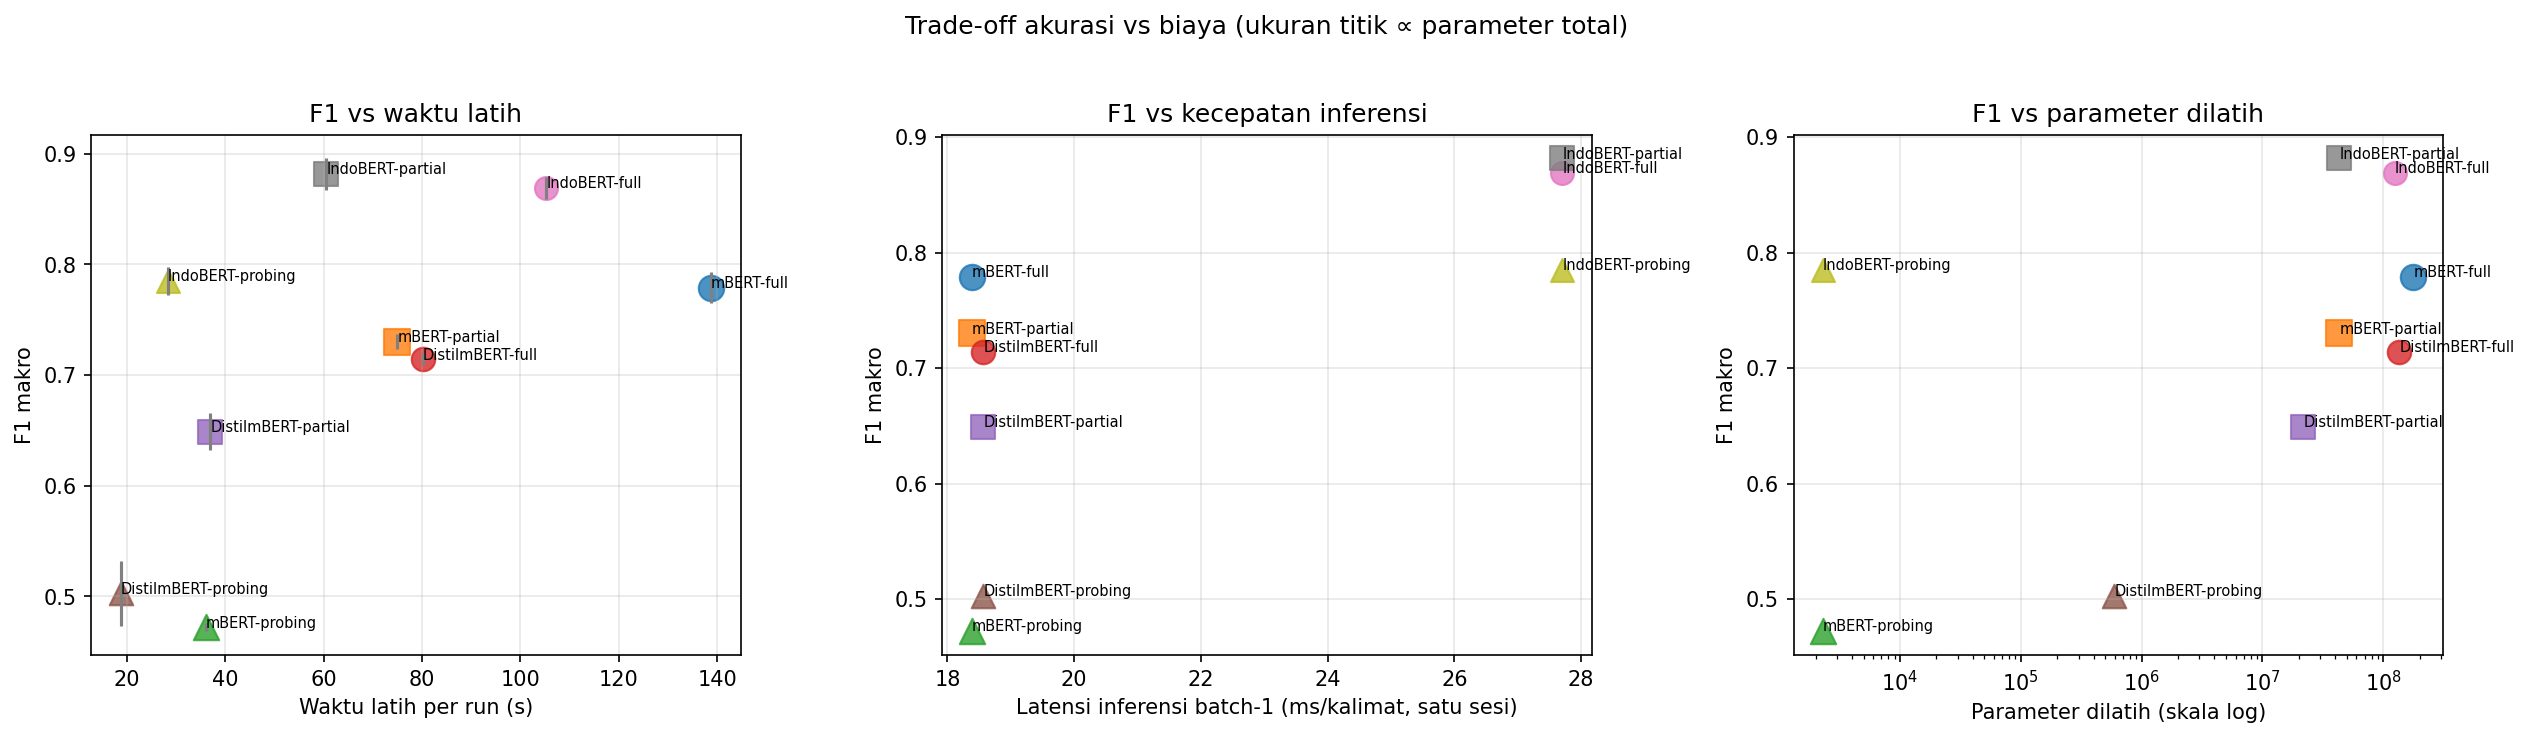 Trade-off akurasi vs biaya (ukuran titik ∝ parameter total)
F1 vs waktu latih
F1 makro
0.9
0.8
0.7
0.6
0.5
IndoBERT-partial
IndoBERT-full
IndoBERT-probing
mBERT-full
mBERT-partial
DistilmBERT-full
DistilmBERT-partial
DistilmBERT-probing
mBERT-probing
20 40 60 80 100 120 140
Waktu latih per run (s)
F1 vs kecepatan inferensi
F1 makro
0.9
0.8
0.7
0.6
0.5
IndoBERT-partial
IndoBERT-full
IndoBERT-probing
mBERT-full
mBERT-partial
DistilmBERT-full
DistilmBERT-partial
DistilmBERT-probing
mBERT-probing
18 20 22 24 26 28
Latensi inferensi batch-1 (ms/kalimat, satu sesi)
F1 vs parameter dilatih
F1 makro
0.9
0.8
0.7
0.6
0.5
IndoBERT-partial
IndoBERT-full
IndoBERT-probing
mBERT-full
mBERT-partial
DistilmBERT-full
DistilmBERT-partial
DistilmBERT-probing
mBERT-probing
10⁴ 10⁵ 10⁶ 10⁷ 10⁸
Parameter dilatih (skala log)